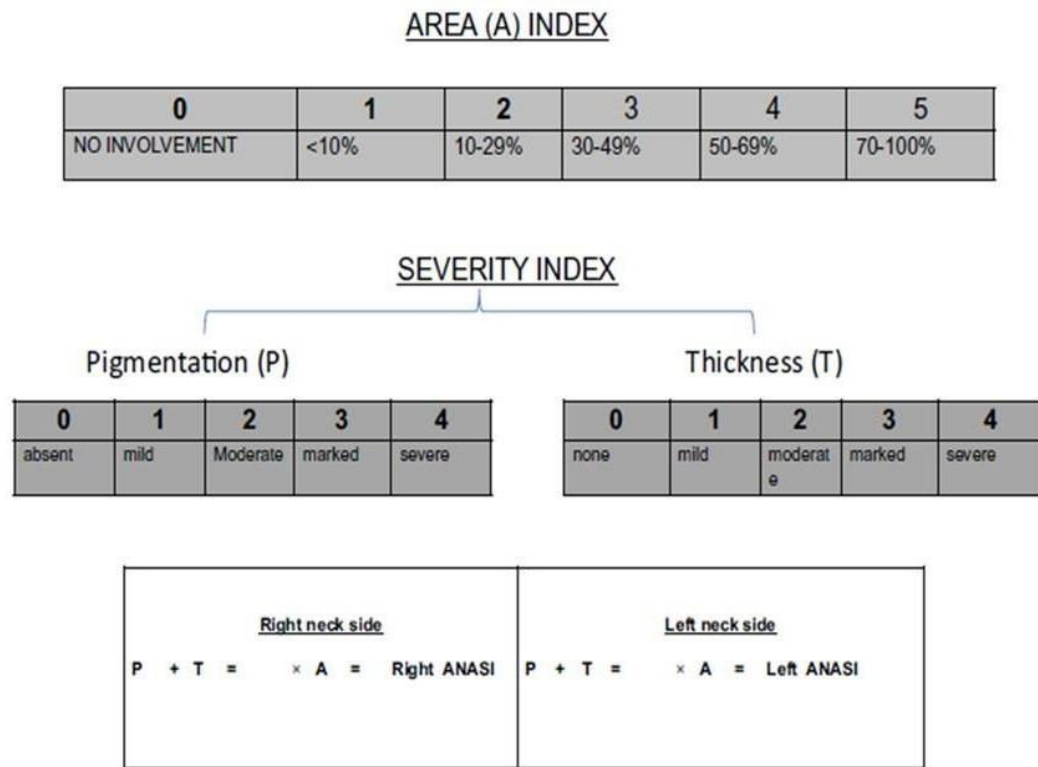 AREA (A) INDEX
0 1 2 3 4 5
NO INVOLVEMENT <10% 10-29% 30-49% 50-69% 70-100%
SEVERITY INDEX
Pigmentation (P) Thickness (T)
0 1 2 3 4 0 1 2 3 4
absent mild Moderate marked severe none mild moderat marked severe
e
Right neck side Left neck side
P + T = × A = Right ANASI P + T = × A = Left ANASI